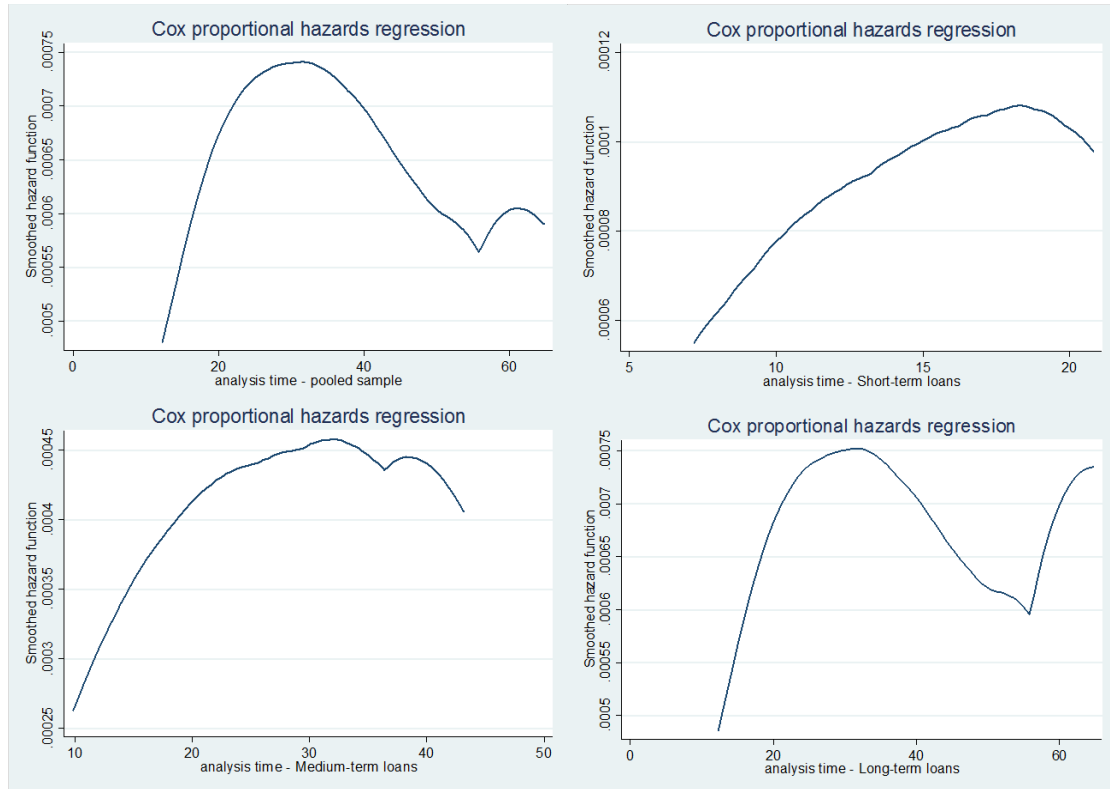 Cox proportional hazards regression
Smoothed hazard function
.00075
.0007
.00065
.0006
.00055
.0005
0 20 40 60
analysis time - pooled sample
Cox proportional hazards regression
Smoothed hazard function
.00012
.0001
.00008
.00006
5 10 15 20
analysis time - Short-term loans
Cox proportional hazards regression
Smoothed hazard function
.00045
.0004
.00035
.0003
.00025
10 20 30 40 50
analysis time - Medium-term loans
Cox proportional hazards regression
Smoothed hazard function
.00075
.0007
.00065
.0006
.00055
.0005
0 20 40 60
analysis time - Long-term loans